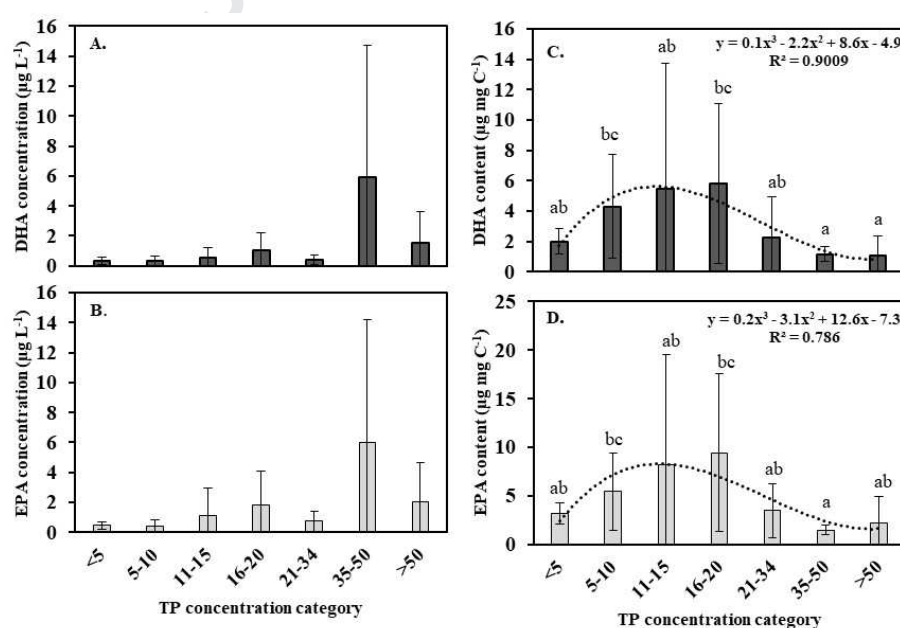 A.
DHA concentration (µg L-1)
16
14
12
10
8
6
4
2
0
B.
EPA concentration (µg L-1)
16
14
12
10
8
6
4
2
0
<5
5-10
11-15
16-20
21-34
35-50
>50
TP concentration category
C.
y = 0.1x³ - 2.2x² + 8.6x - 4.9
R² = 0.9009
DHA content (µg mg C-1)
16
14
12
10
8
6
4
2
0
ab
bc
ab
bc
ab
a
a
D.
y = 0.2x³ - 3.1x² + 12.6x - 7.3
R² = 0.786
EPA content (µg mg C-1)
25
20
15
10
5
0
ab
bc
ab
bc
ab
a
ab
<5
5-10
11-15
16-20
21-34
35-50
>50
TP concentration category